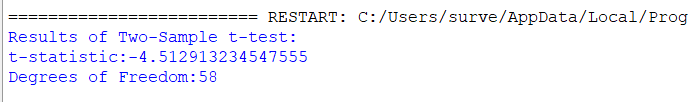 ========================= RESTART: C:/Users/surve/AppData/Local/Prog
Results of Two-Sample t-test:
t-statistic:-4.512913234547555
Degrees of Freedom:58